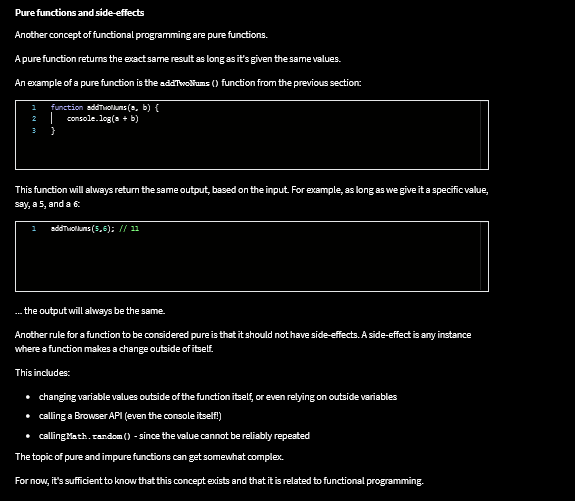 Pure functions and side-effects
Another concept of functional programming are pure functions.
A pure function returns the exact same result as long as it's given the same values.
An example of a pure function is the addTwoNums() function from the previous section:
1 function addTwoNums(a, b) {
2 console.log(a + b)
3 }
This function will always return the same output, based on the input. For example, as long as we give it a specific value,
say, a 5, and a 6:
1 addTwoNums(5,6); // 11
... the output will always be the same.
Another rule for a function to be considered pure is that it should not have side-effects. A side-effect is any instance
where a function makes a change outside of itself.
This includes:
• changing variable values outside of the function itself, or even relying on outside variables
• calling a Browser API (even the console itself!)
• calling Math.random() - since the value cannot be reliably repeated
The topic of pure and impure functions can get somewhat complex.
For now, it's sufficient to know that this concept exists and that it is related to functional programming.